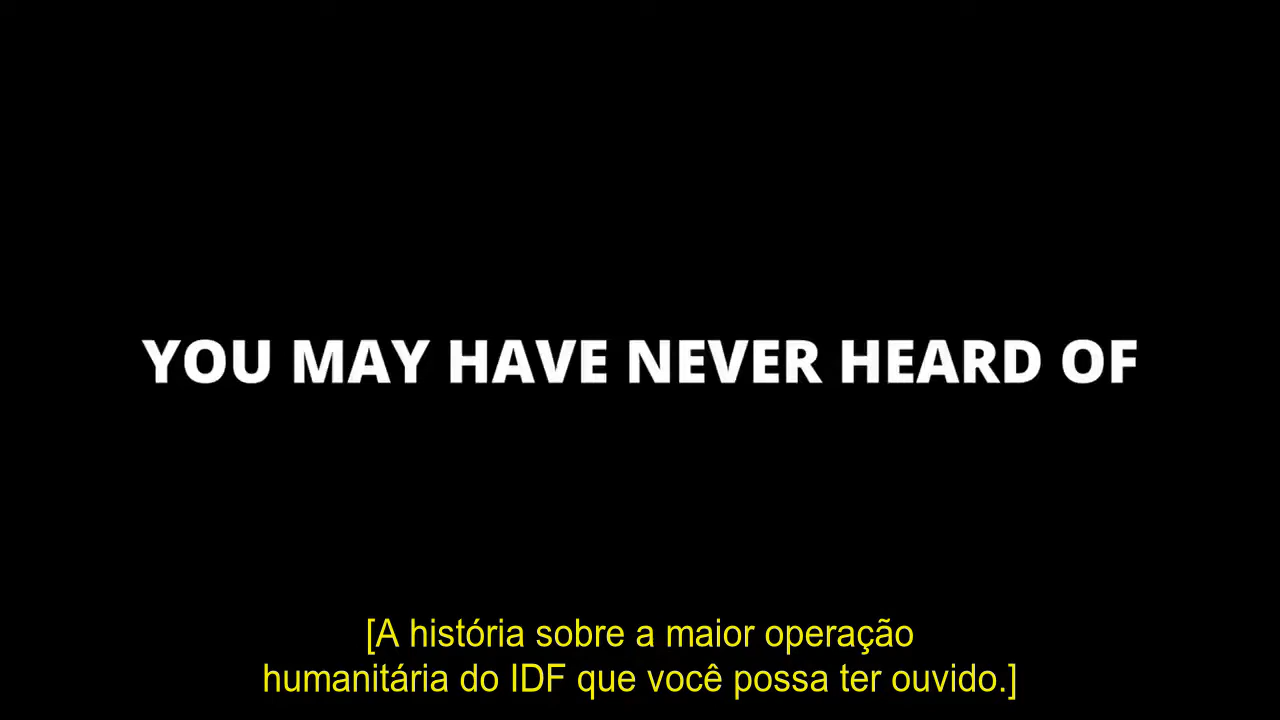 YOU MAY HAVE NEVER HEARD OF
[A história sobre a maior operação
humanitária do IDF que você possa ter ouvido.]